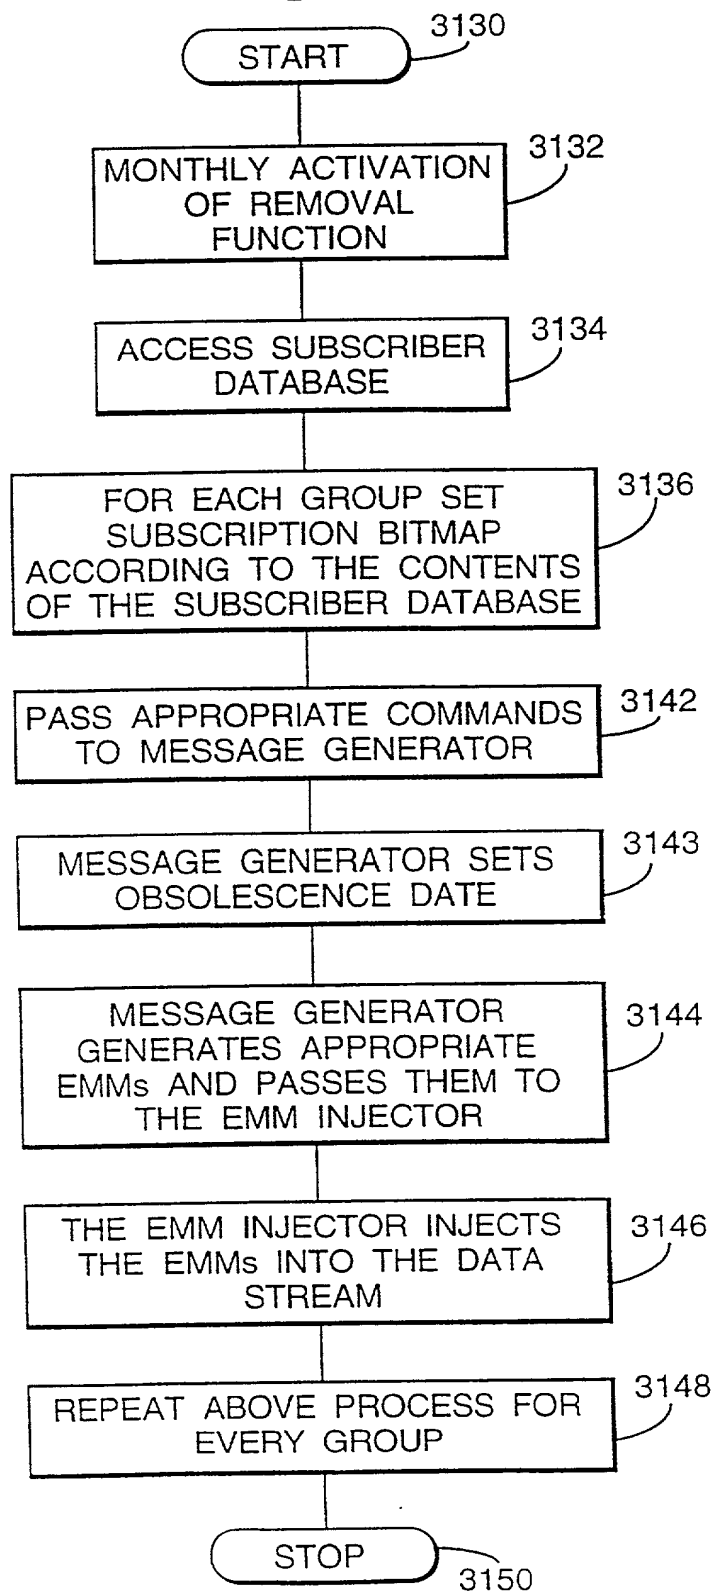 3130
START
3132
MONTHLY ACTIVATION
OF REMOVAL
FUNCTION
3134
ACCESS SUBSCRIBER
DATABASE
3136
FOR EACH GROUP SET
SUBSCRIPTION BITMAP
ACCORDING TO THE CONTENTS
OF THE SUBSCRIBER DATABASE
3142
PASS APPROPRIATE COMMANDS
TO MESSAGE GENERATOR
3143
MESSAGE GENERATOR SETS
OBSOLESCENCE DATE
3144
MESSAGE GENERATOR
GENERATES APPROPRIATE
EMMs AND PASSES THEM TO
THE EMM INJECTOR
3146
THE EMM INJECTOR INJECTS
THE EMMs INTO THE DATA
STREAM
3148
REPEAT ABOVE PROCESS FOR
EVERY GROUP
STOP
3150